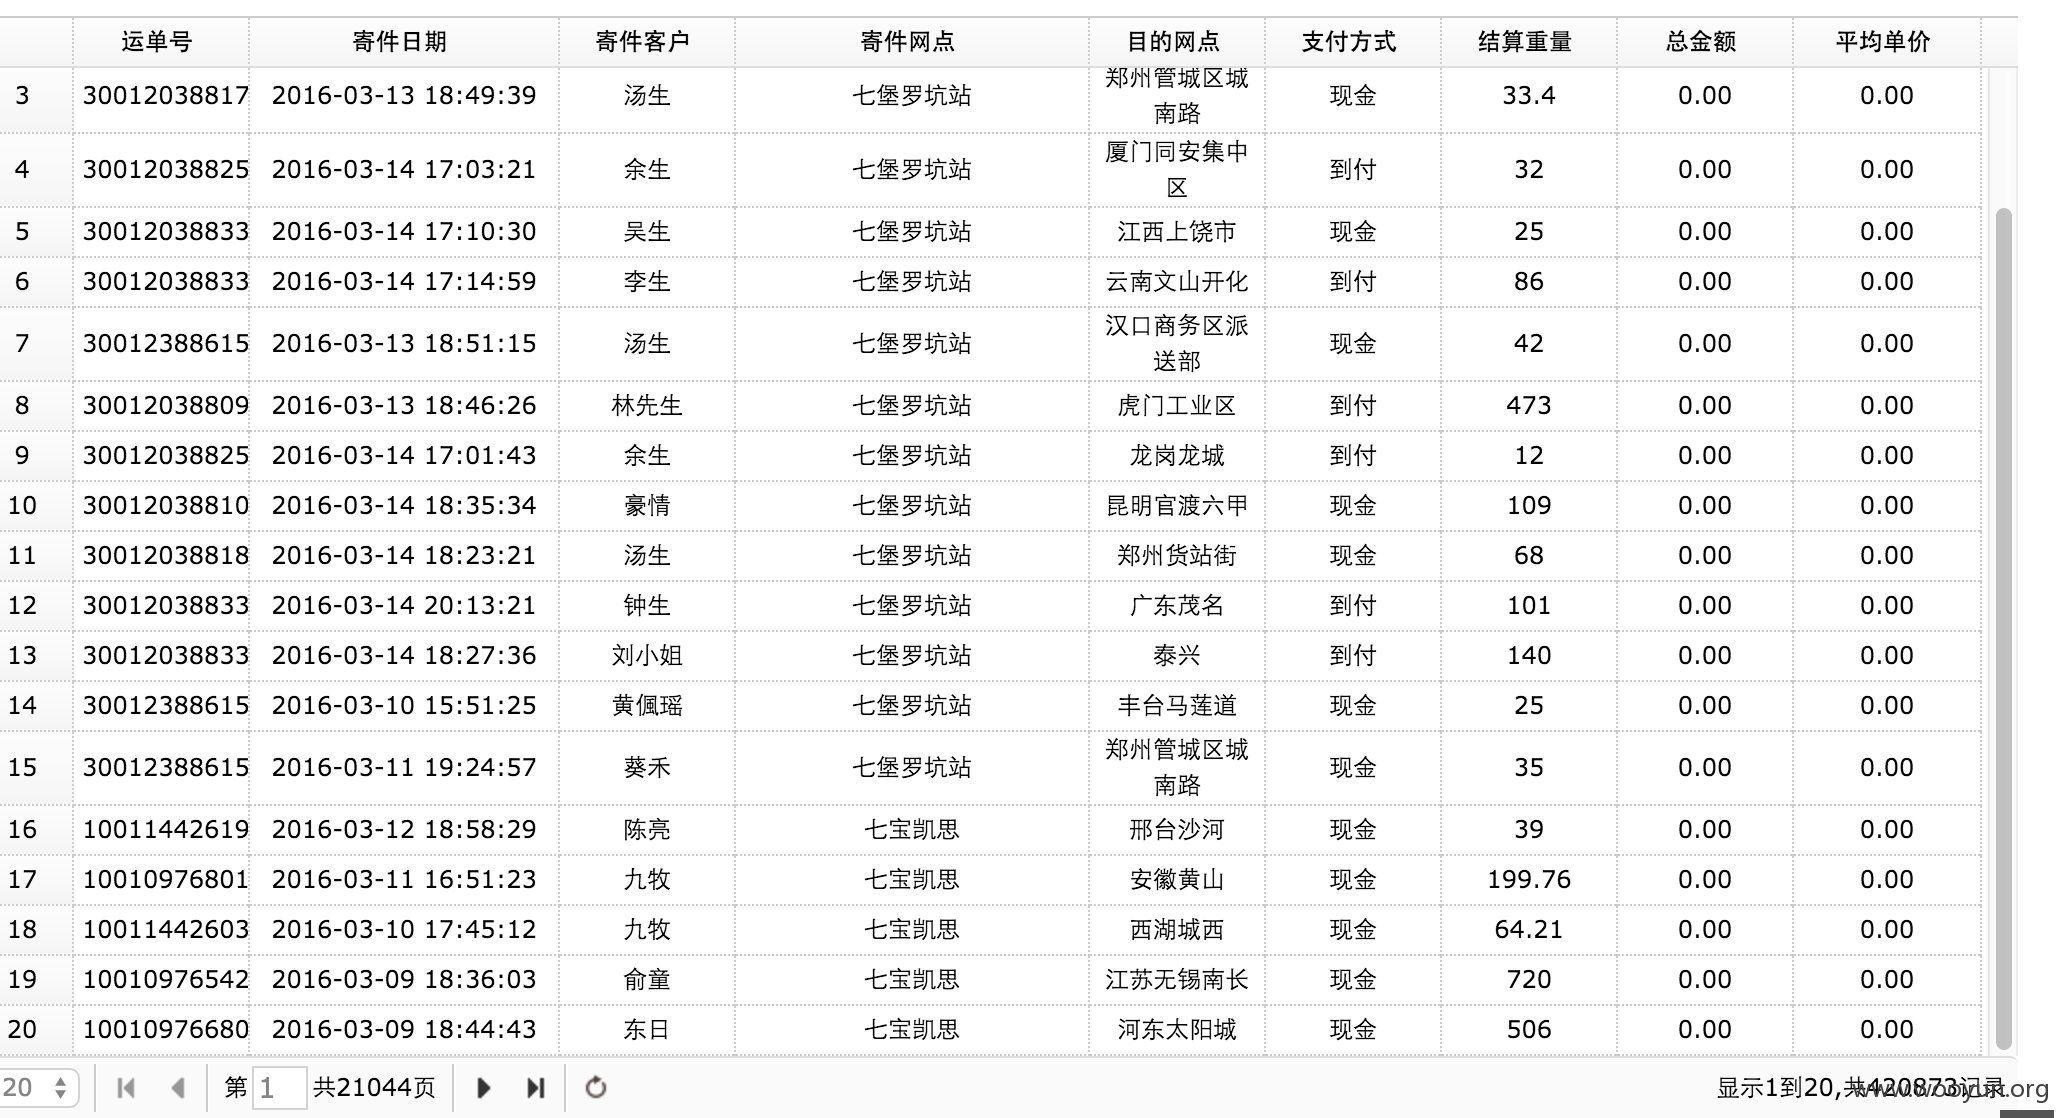 运单号 寄件日期 寄件客户 寄件网点 目的网点 支付方式 结算重量 总金额 平均单价
3 30012038817 2016-03-13 18:49:39 汤生 七堡罗坑站 郑州管城区城 现金 33.4 0.00 0.00
南路
4 30012038825 2016-03-14 17:03:21 余生 七堡罗坑站 厦门同安集中 到付 32 0.00 0.00
区
5 30012038833 2016-03-14 17:10:30 吴生 七堡罗坑站 江西上饶市 现金 25 0.00 0.00
6 30012038833 2016-03-14 17:14:59 李生 七堡罗坑站 云南文山开化 到付 86 0.00 0.00
7 30012388615 2016-03-13 18:51:15 汤生 七堡罗坑站 汉口商务区派 现金 42 0.00 0.00
送部
8 30012038809 2016-03-13 18:46:26 林先生 七堡罗坑站 虎门工业区 到付 473 0.00 0.00
9 30012038825 2016-03-14 17:01:43 余生 七堡罗坑站 龙岗龙城 到付 12 0.00 0.00
10 30012038810 2016-03-14 18:35:34 豪情 七堡罗坑站 昆明官渡六甲 现金 109 0.00 0.00
11 30012038818 2016-03-14 18:23:21 汤生 七堡罗坑站 郑州货站街 现金 68 0.00 0.00
12 30012038833 2016-03-14 20:13:21 钟生 七堡罗坑站 广东茂名 到付 101 0.00 0.00
13 30012038833 2016-03-14 18:27:36 刘小姐 七堡罗坑站 泰兴 到付 140 0.00 0.00
14 30012388615 2016-03-10 15:51:25 黄佩瑶 七堡罗坑站 丰台马莲道 现金 25 0.00 0.00
15 30012388615 2016-03-11 19:24:57 葵禾 七堡罗坑站 郑州管城区城 现金 35 0.00 0.00
南路
16 10011442619 2016-03-12 18:58:29 陈亮 七宝凯思 邢台沙河 现金 39 0.00 0.00
17 10010976801 2016-03-11 16:51:23 九牧 七宝凯思 安徽黄山 现金 199.76 0.00 0.00
18 10011442603 2016-03-10 17:45:12 九牧 七宝凯思 西湖城西 现金 64.21 0.00 0.00
19 10010976542 2016-03-09 18:36:03 俞童 七宝凯思 江苏无锡南长 现金 720 0.00 0.00
20 10010976680 2016-03-09 18:44:43 东日 七宝凯思 河东太阳城 现金 506 0.00 0.00
20 第 1 共21044页 显示1到20,共420873记录
www.wooyun.org